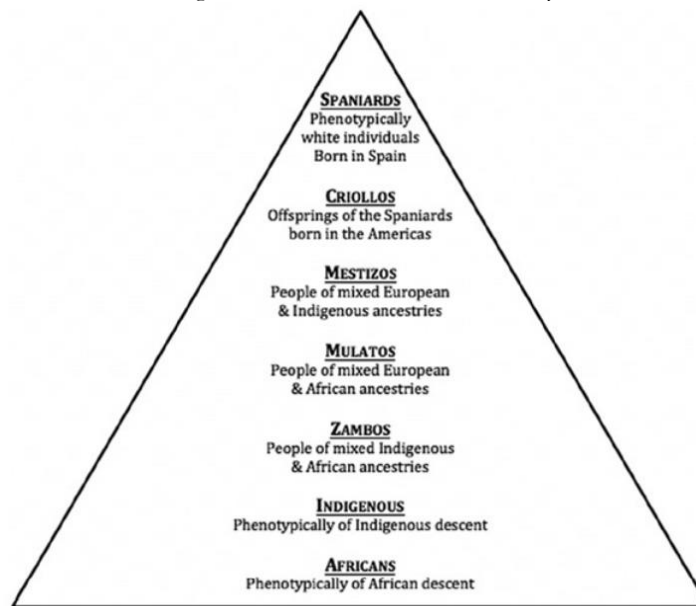 SPANIARDS
Phenotypically
white individuals
Born in Spain
CRIOLLOS
Offsprings of the Spaniards
born in the Americas
MESTIZOS
People of mixed European
& Indigenous ancestries
MULATOS
People of mixed European
& African ancestries
ZAMBOS
People of mixed Indigenous
& African ancestries
INDIGENOUS
Phenotypically of Indigenous descent
AFRICANS
Phenotypically of African descent